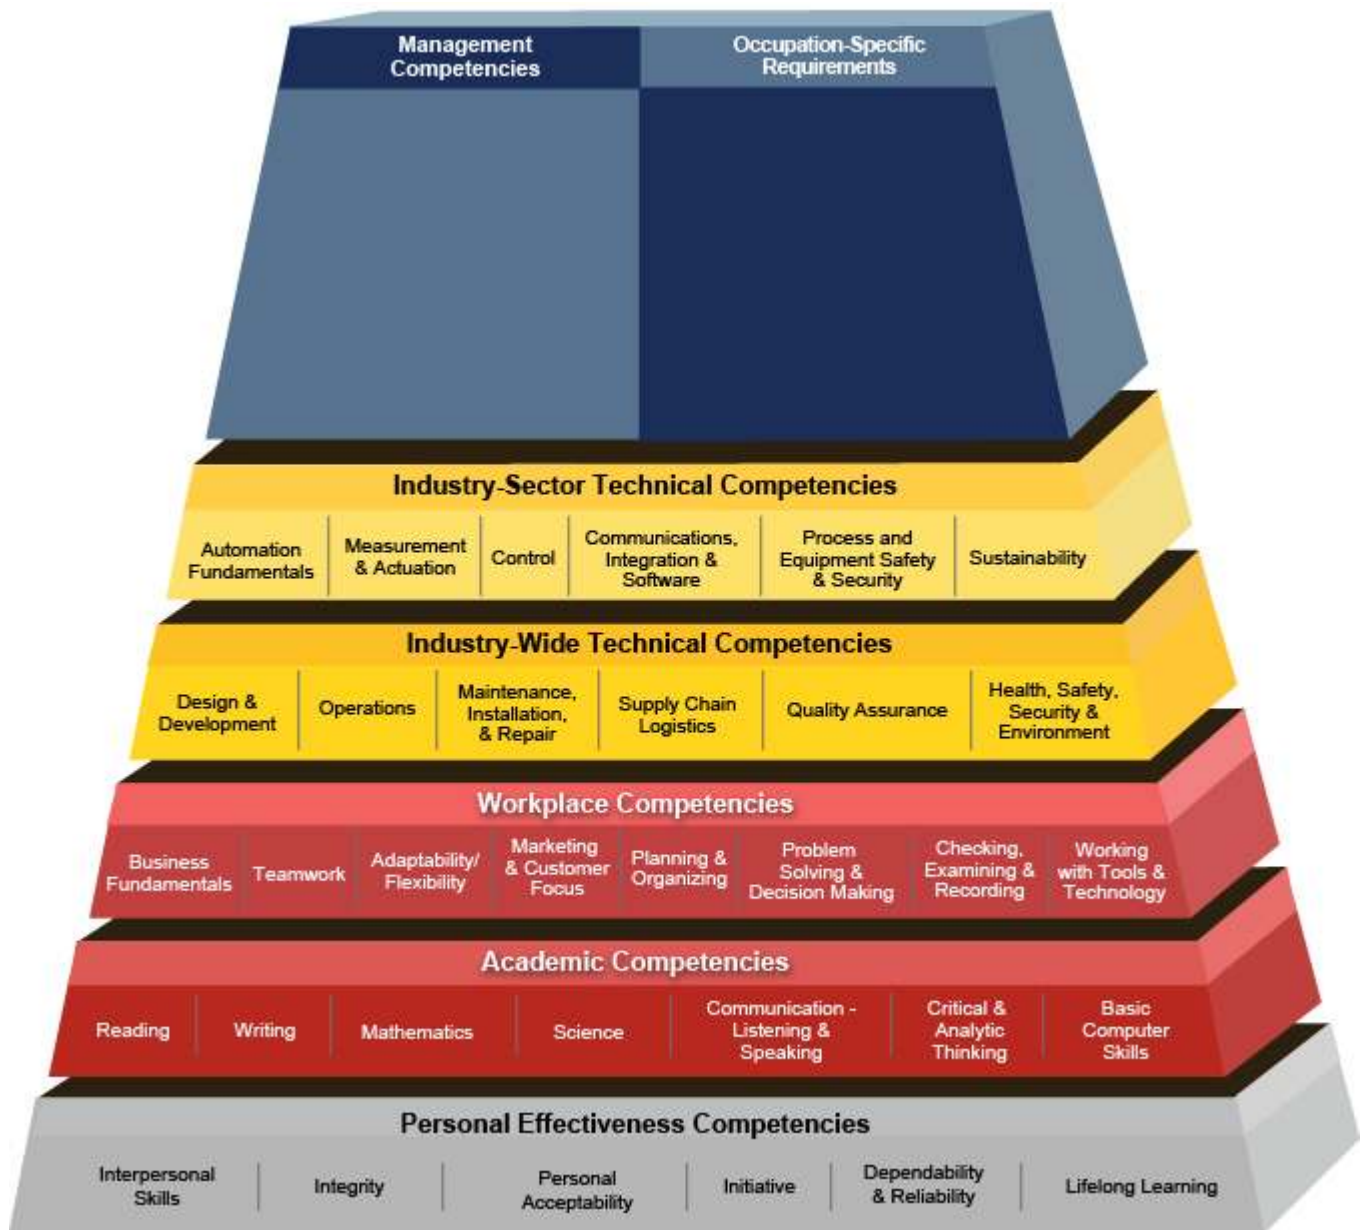 Management
Competencies
Occupation-Specific
Requirements
Industry-Sector Technical Competencies
Automation
Fundamentals
Measurement
& Actuation
Control
Communications,
Integration &
Software
Process and
Equipment Safety
& Security
Sustainability
Industry-Wide Technical Competencies
Design &
Development
Operations
Maintenance,
Installation,
& Repair
Supply Chain
Logistics
Quality Assurance
Health, Safety,
Security &
Environment
Workplace Competencies
Business
Fundamentals
Teamwork
Adaptability/
Flexibility
Marketing
& Customer
Focus
Planning &
Organizing
Problem
Solving &
Decision Making
Checking,
Examining &
Recording
Working
with Tools &
Technology
Academic Competencies
Reading
Writing
Mathematics
Science
Communication -
Listening &
Speaking
Critical &
Analytic
Thinking
Basic
Computer
Skills
Personal Effectiveness Competencies
Interpersonal
Skills
Integrity
Personal
Acceptability
Initiative
Dependability
& Reliability
Lifelong Learning